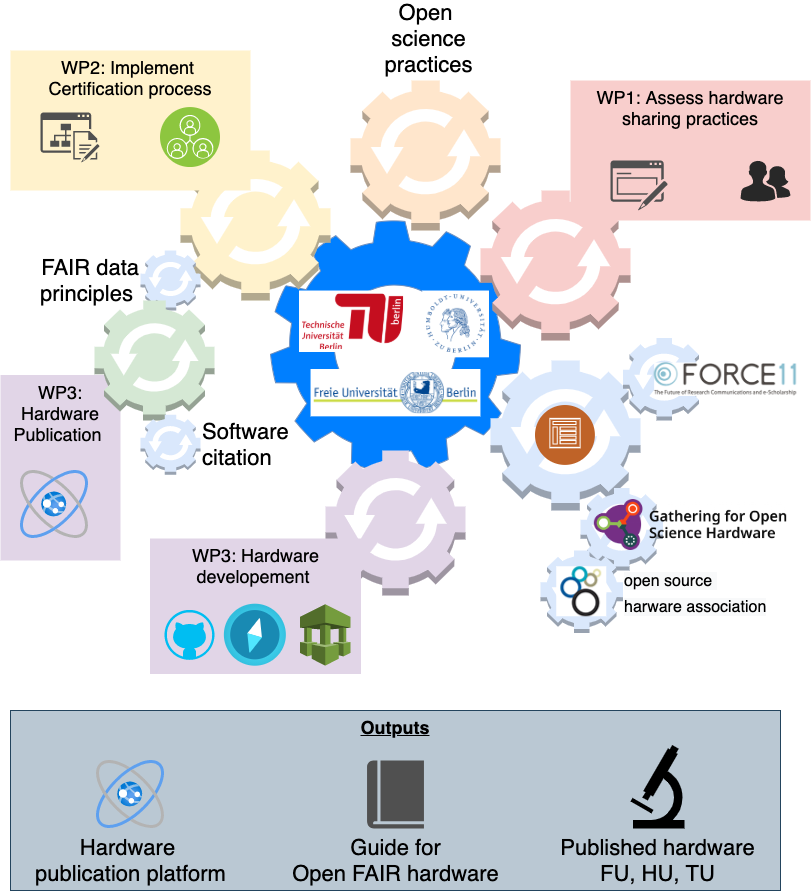 Open
science
practices
WP2: Implement
Certification process
WP1: Assess hardware
sharing practices
FAIR data
principles
Technische
Universität
Berlin
berlin
HUMBOLDT-UNIVERSITÄT
ZU BERLIN
Freie Universität Berlin
FORCE11
The Future of Research Communications and e-Scholarship
WP3:
Hardware
Publication
Software
citation
Gathering for Open
Science Hardware
WP3: Hardware
developement
open source
harware association
Outputs
Hardware
publication platform
Guide for
Open FAIR hardware
Published hardware
FU, HU, TU